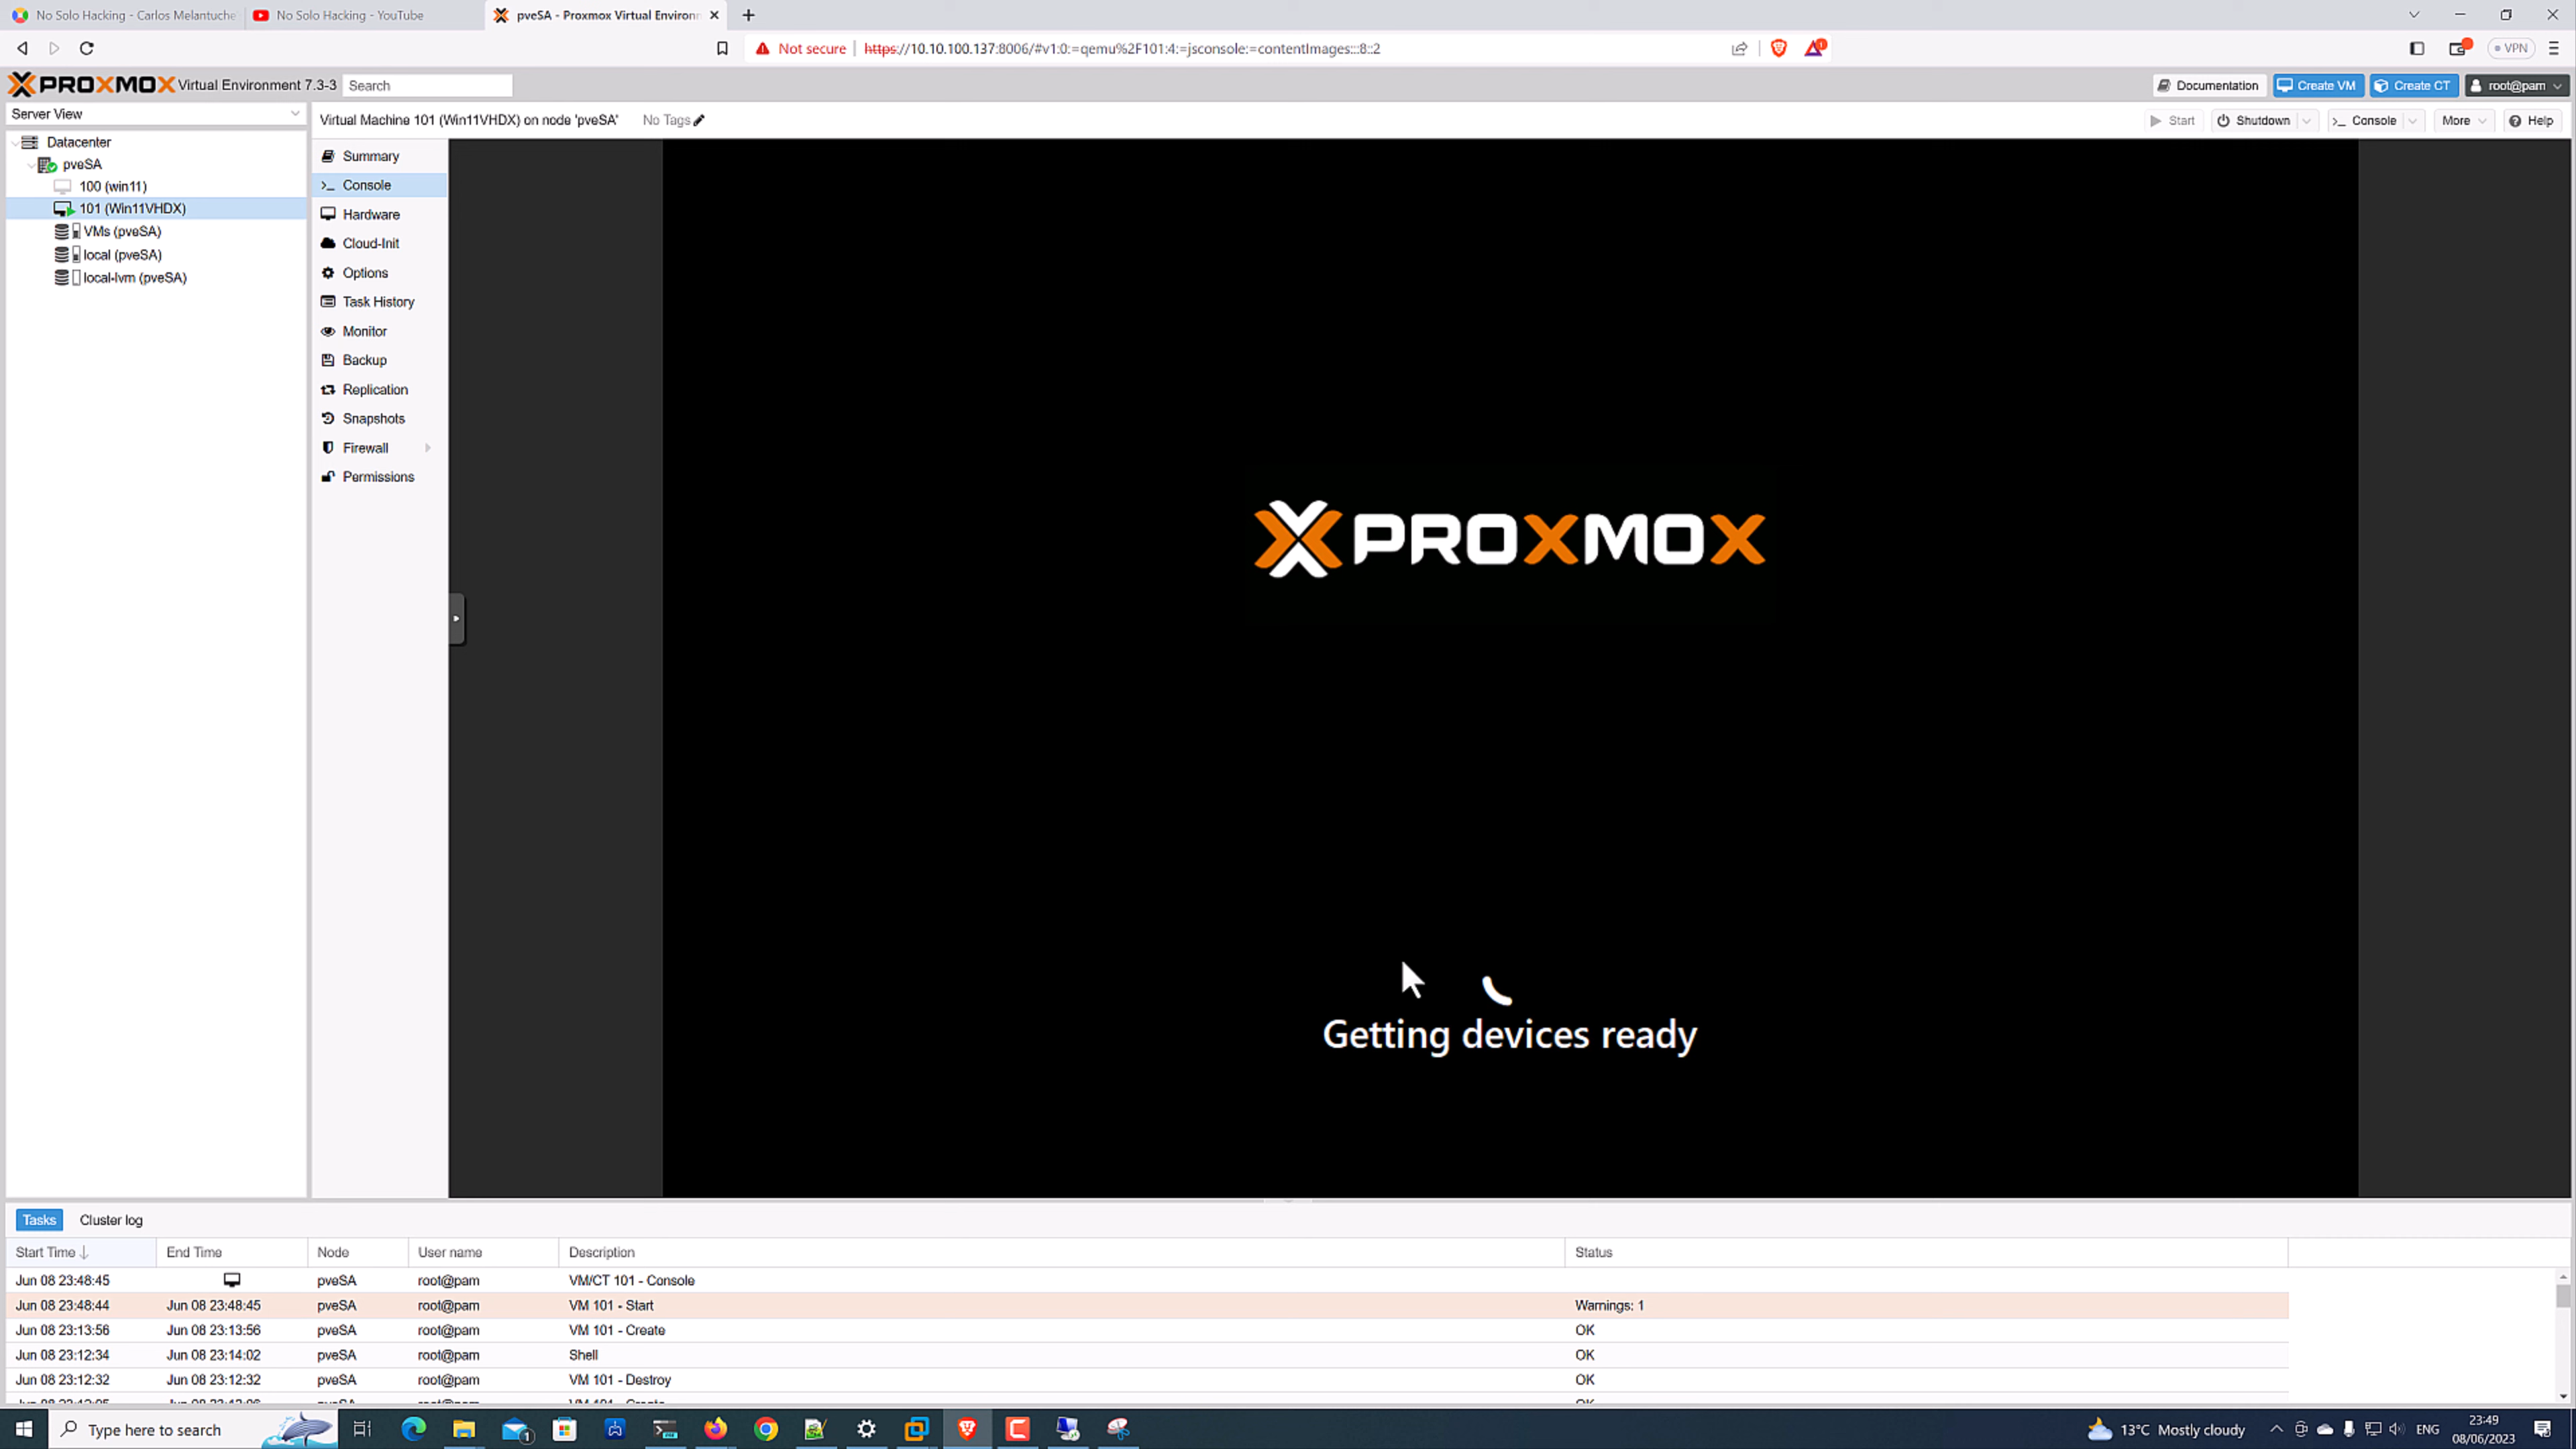 No Solo Hacking - Carlos Melantuche
No Solo Hacking - YouTube
pveSA - Proxmox Virtual Environm
Not secure
https://10.10.100.137:8006/#v1:0:=qemu%2F101:4:=jsconsole:=contentImages:::8::2
VPN
PROXMOX Virtual Environment 7.3-3
Search
Documentation
Create VM
Create CT
root@pam
Server View
Virtual Machine 101 (Win11VHDX) on node 'pveSA'
No Tags
Start
Shutdown
Console
More
Help
Datacenter
pveSA
100 (win11)
101 (Win11VHDX)
VMs (pveSA)
local (pveSA)
local-lvm (pveSA)
Summary
Console
Hardware
Cloud-Init
Options
Task History
Monitor
Backup
Replication
Snapshots
Firewall
Permissions
PROXMOX
Getting devices ready
Tasks
Cluster log
Start Time End Time Node User name Description Status
Jun 08 23:48:45 pveSA root@pam VM/CT 101 - Console
Jun 08 23:48:44 Jun 08 23:48:45 pveSA root@pam VM 101 - Start Warnings: 1
Jun 08 23:13:56 Jun 08 23:13:56 pveSA root@pam VM 101 - Create OK
Jun 08 23:12:34 Jun 08 23:14:02 pveSA root@pam Shell OK
Jun 08 23:12:32 Jun 08 23:12:32 pveSA root@pam VM 101 - Destroy OK
Type here to search
1
13°C Mostly cloudy
ENG
23:49
08/06/2023